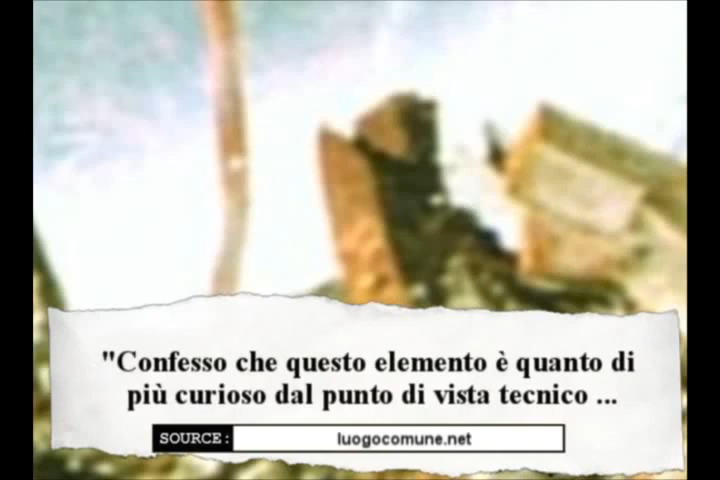 "Confesso che questo elemento è quanto di
più curioso dal punto di vista tecnico ...
SOURCE: luogocomune.net